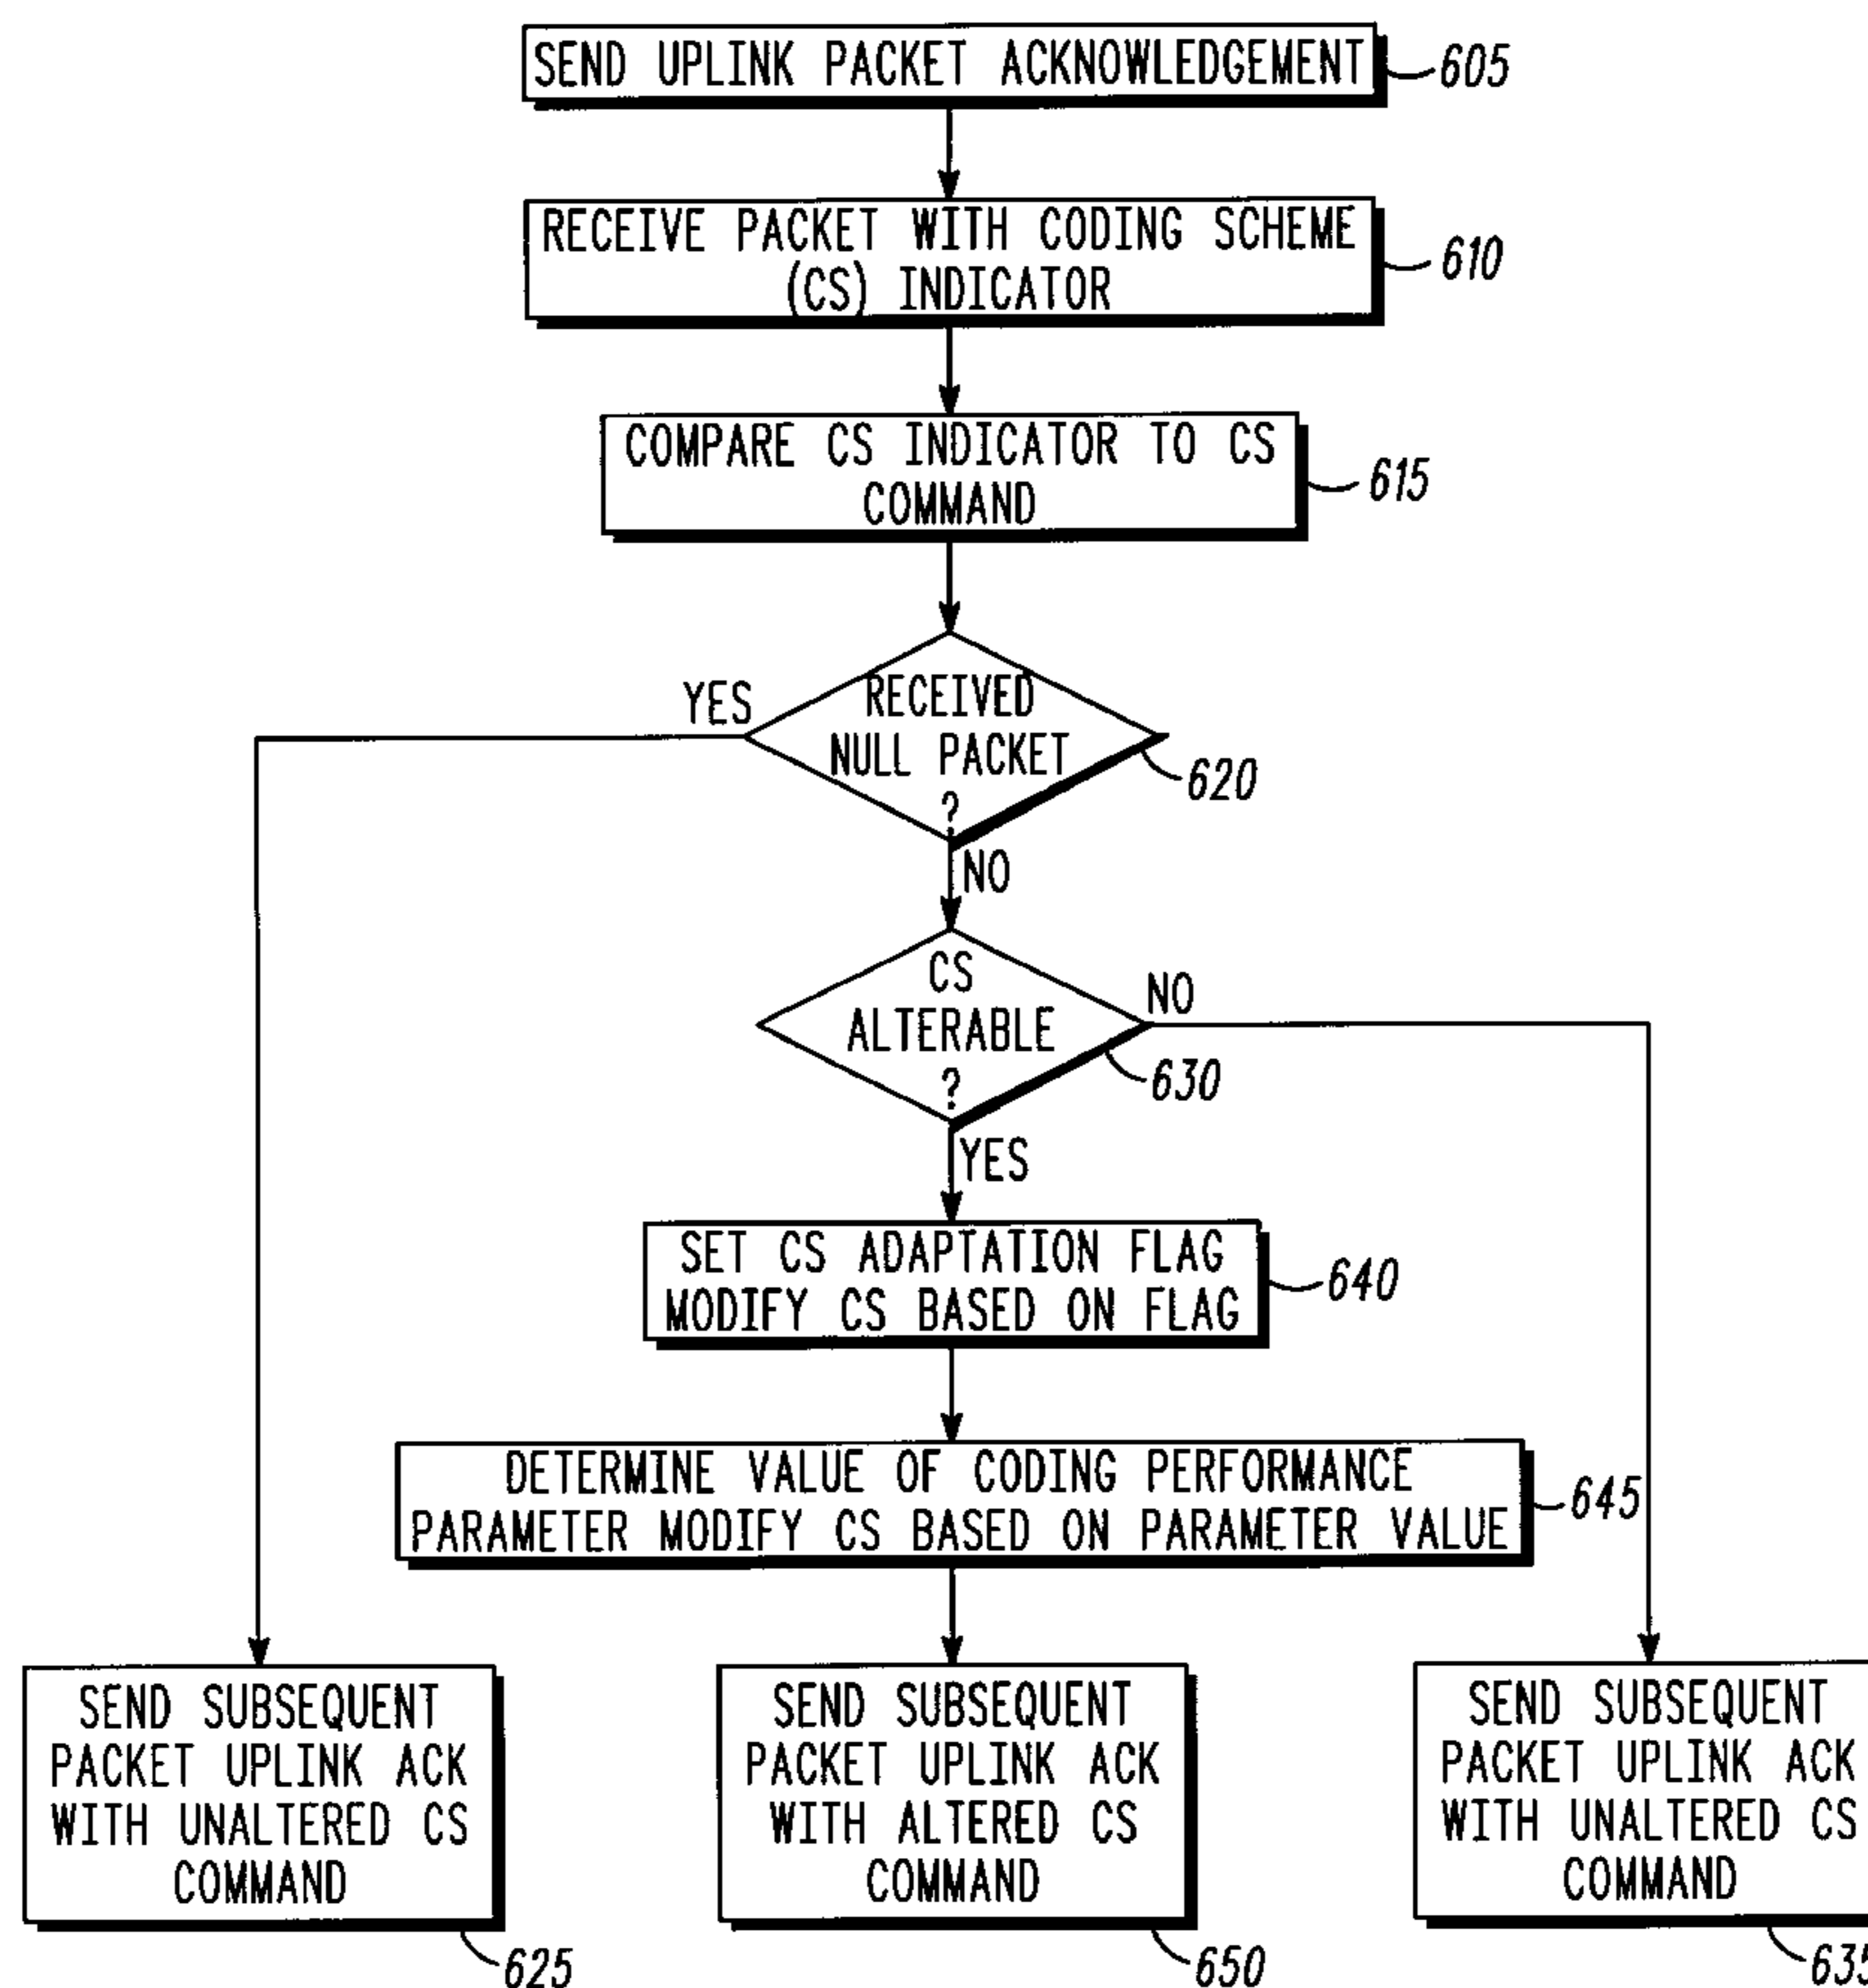 SEND UPLINK PACKET ACKNOWLEDGEMENT
605
RECEIVE PACKET WITH CODING SCHEME
(CS) INDICATOR
610
COMPARE CS INDICATOR TO CS
COMMAND
615
RECEIVED
NULL PACKET
?
YES
620
NO
CS
ALTERABLE
?
NO
630
YES
SET CS ADAPTATION FLAG
MODIFY CS BASED ON FLAG
640
DETERMINE VALUE OF CODING PERFORMANCE
PARAMETER MODIFY CS BASED ON PARAMETER VALUE
645
SEND SUBSEQUENT
PACKET UPLINK ACK
WITH UNALTERED CS
COMMAND
625
SEND SUBSEQUENT
PACKET UPLINK ACK
WITH ALTERED CS
COMMAND
650
SEND SUBSEQUENT
PACKET UPLINK ACK
WITH UNALTERED CS
COMMAND
635